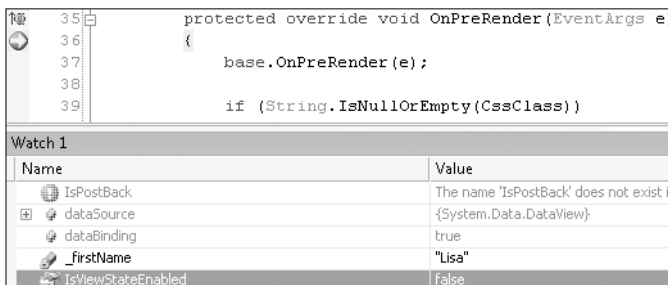 35 protected override void OnPreRender(EventArgs e
36 {
37 base.OnPreRender(e);
38
39 if (String.IsNullOrEmpty(CssClass))
Watch 1
Name Value
IsPostBack The name 'IsPostBack' does not exist i
dataSource {System.Data.DataView}
dataBinding true
_firstName "Lisa"
IsViewStateEnabled false